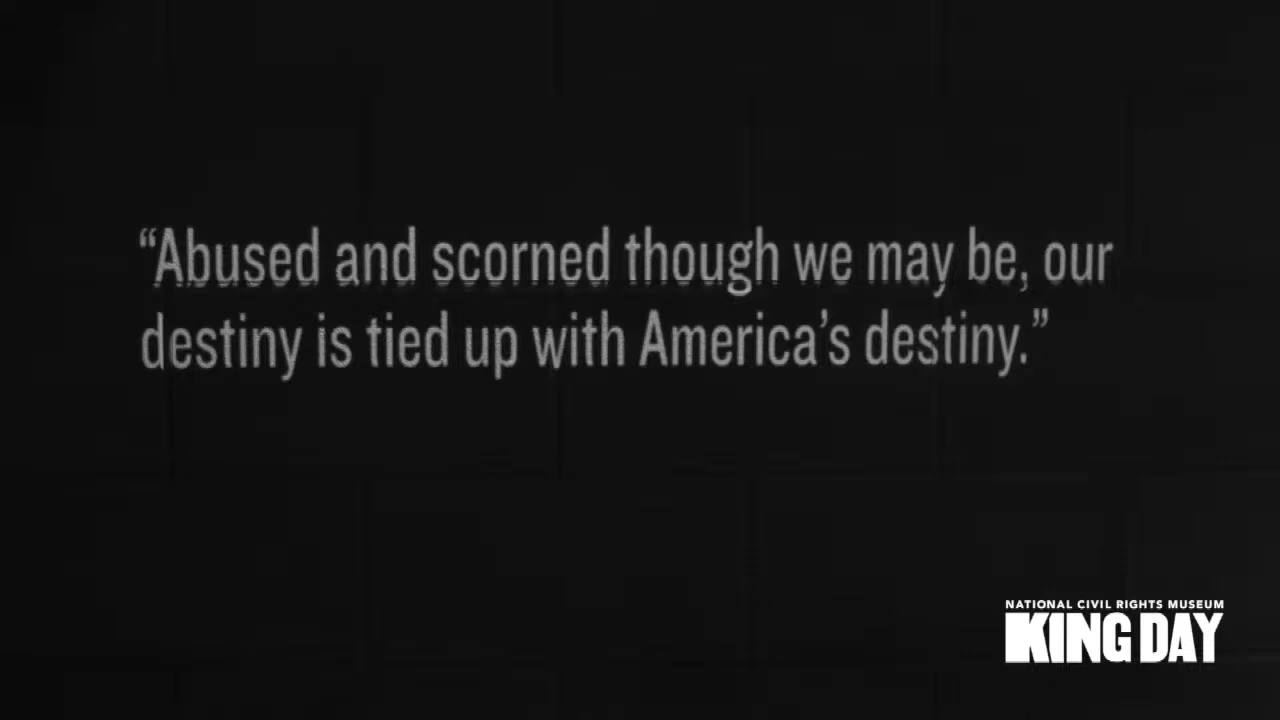 “Abused and scorned though we may be, our
destiny is tied up with America’s destiny.”
NATIONAL CIVIL RIGHTS MUSEUM
KING DAY